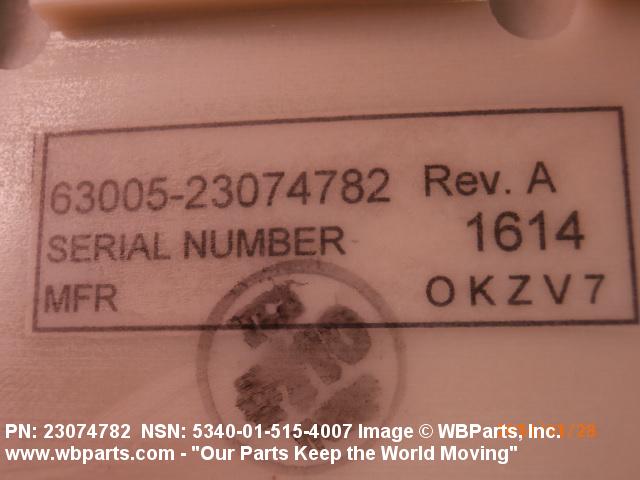 63005-23074782 Rev. A
SERIAL NUMBER 1614
MFR OKZV7
PN: 23074782 NSN: 5340-01-515-4007 Image © WBParts, Inc.
www.wbparts.com - "Our Parts Keep the World Moving"